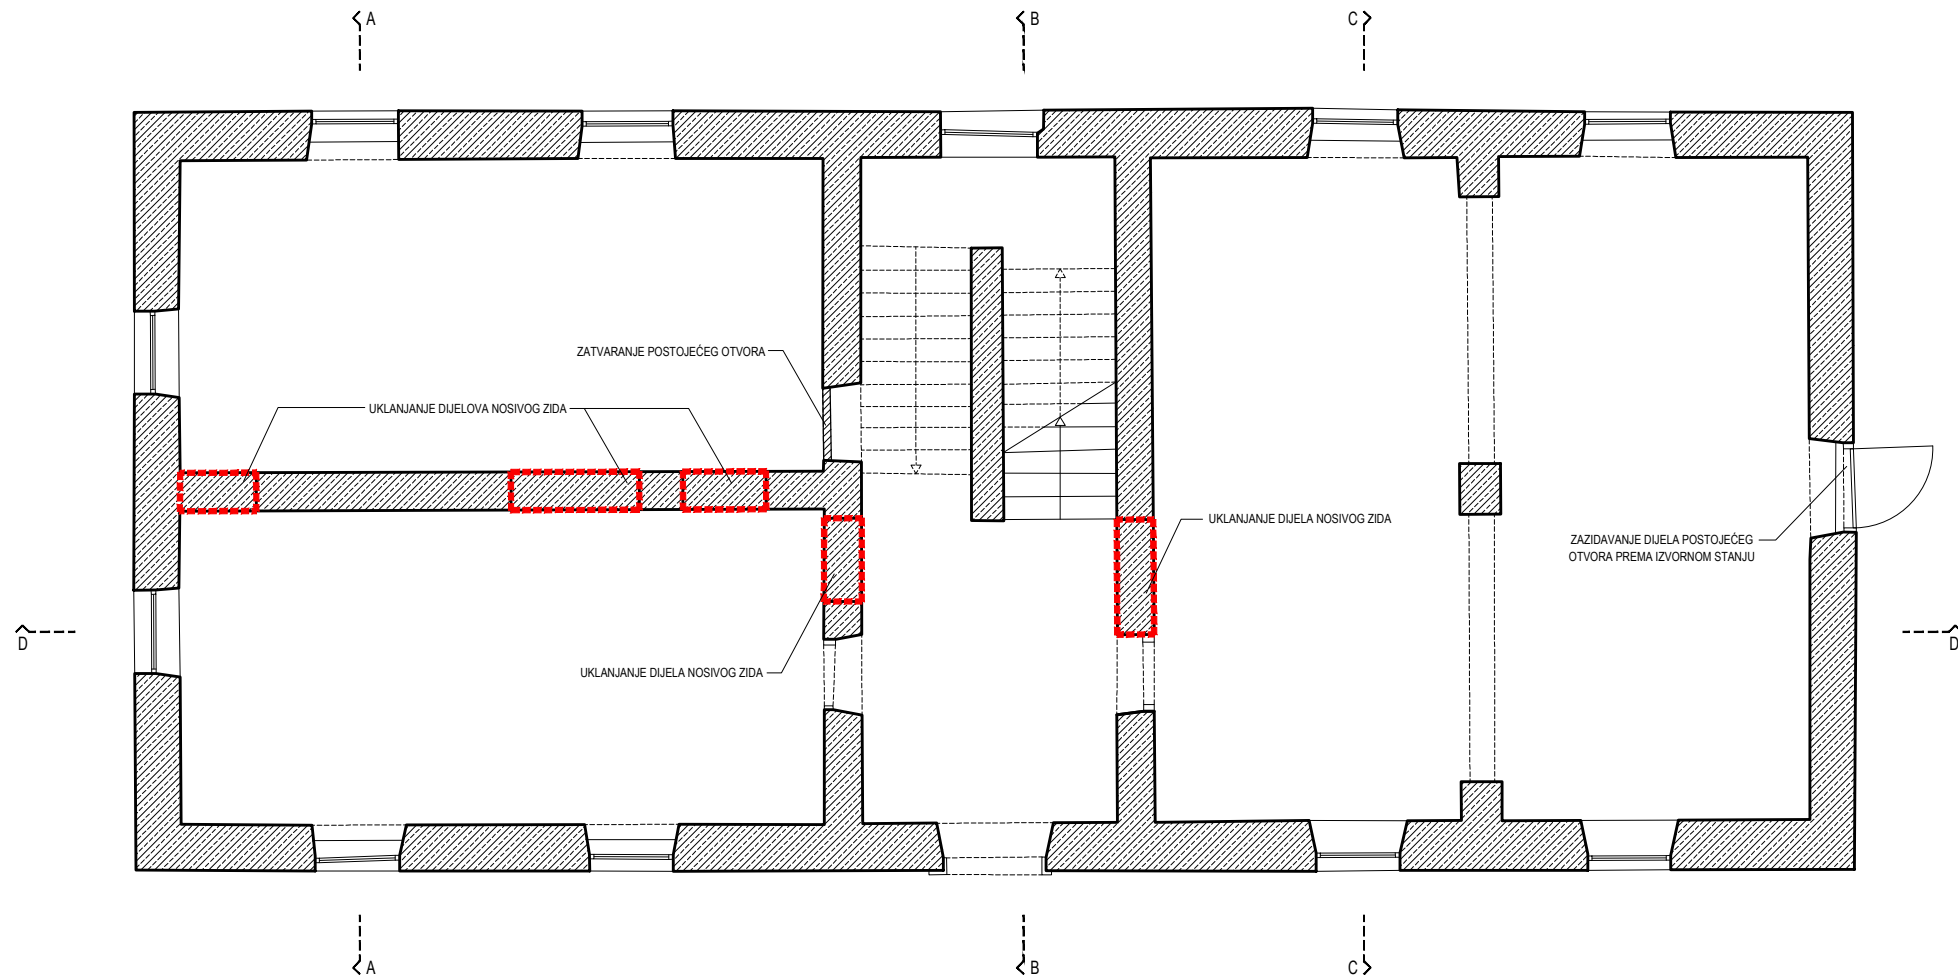 A
B
C
ZATVARANJE POSTOJEĆEG OTVORA
UKLANJANJE DIJELOVA NOSIVOG ZIDA
UKLANJANJE DIJELA NOSIVOG ZIDA
ZAZIDAVANJE DIJELA POSTOJEĆEG
OTVORA PREMA IZVORNOM STANJU
D
D
UKLANJANJE DIJELA NOSIVOG ZIDA
A
B
C